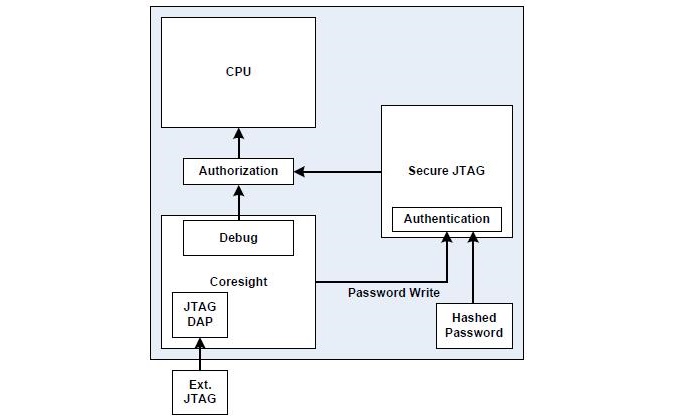 CPU
Authorization
Secure JTAG
Authentication
Debug
Coresight
Password Write
JTAG
DAP
Hashed
Password
Ext.
JTAG